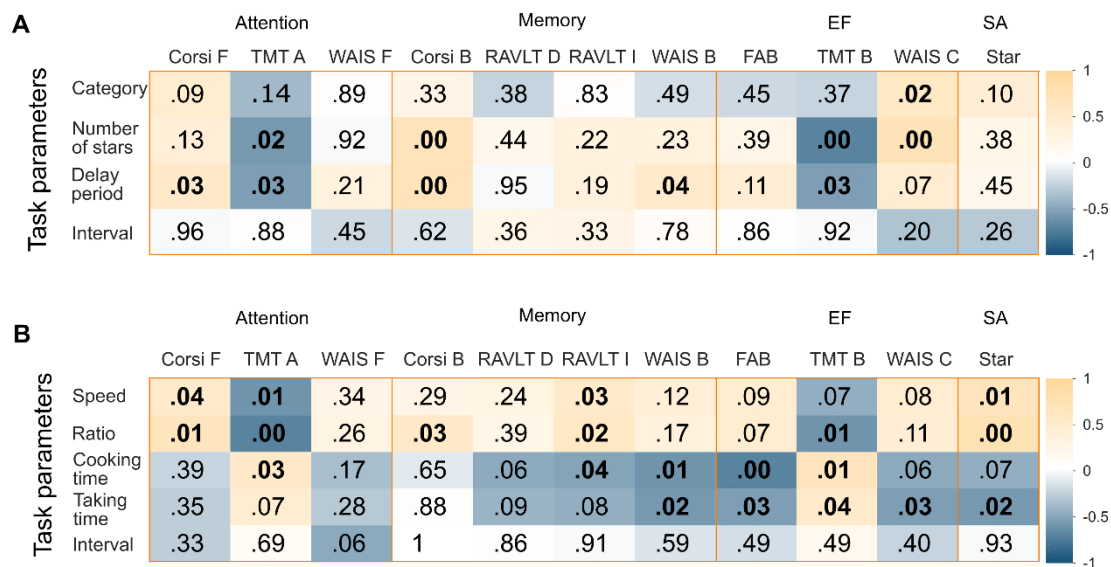 A
Attention Memory EF SA
Corsi F TMT A WAIS F Corsi B RAVLT D RAVLT I WAIS B FAB TMT B WAIS C Star
Task parameters
Category .09 .14 .89 .33 .38 .83 .49 .45 .37 .02 .10
Number
of stars .13 .02 .92 .00 .44 .22 .23 .39 .00 .00 .38
Delay
period .03 .03 .21 .00 .95 .19 .04 .11 .03 .07 .45
Interval .96 .88 .45 .62 .36 .33 .78 .86 .92 .20 .26
1
0.5
0
-0.5
-1
B
Attention Memory EF SA
Corsi F TMT A WAIS F Corsi B RAVLT D RAVLT I WAIS B FAB TMT B WAIS C Star
Task parameters
Speed .04 .01 .34 .29 .24 .03 .12 .09 .07 .08 .01
Ratio .01 .00 .26 .03 .39 .02 .17 .07 .01 .11 .00
Cooking
time .39 .03 .17 .65 .06 .04 .01 .00 .01 .06 .07
Taking
time .35 .07 .28 .88 .09 .08 .02 .03 .04 .03 .02
Interval .33 .69 .06 1 .86 .91 .59 .49 .49 .40 .93
1
0.5
0
-0.5
-1